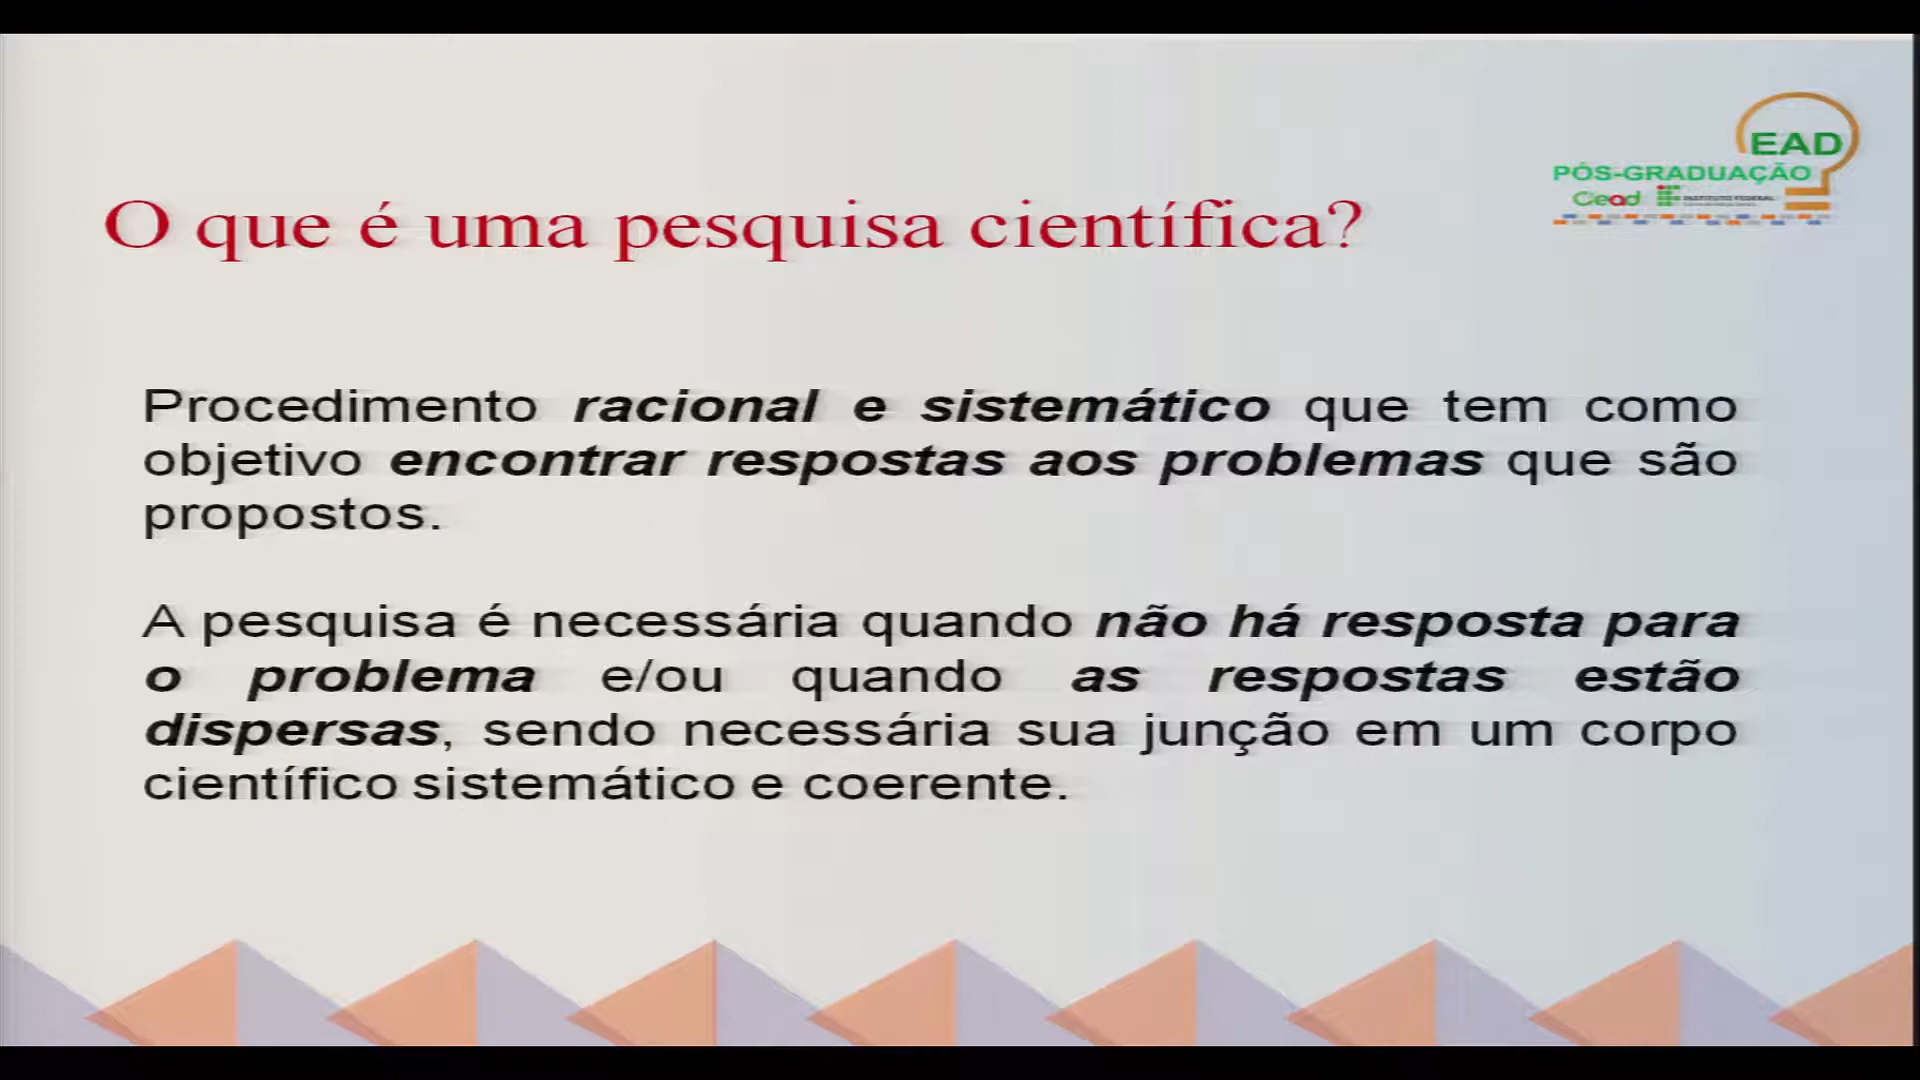 EAD
PÓS-GRADUAÇÃO
Cead INSTITUTO FEDERAL
O que é uma pesquisa científica?
Procedimento racional e sistemático que tem como
objetivo encontrar respostas aos problemas que são
propostos.
A pesquisa é necessária quando não há resposta para
o problema e/ou quando as respostas estão
dispersas, sendo necessária sua junção em um corpo
científico sistemático e coerente.